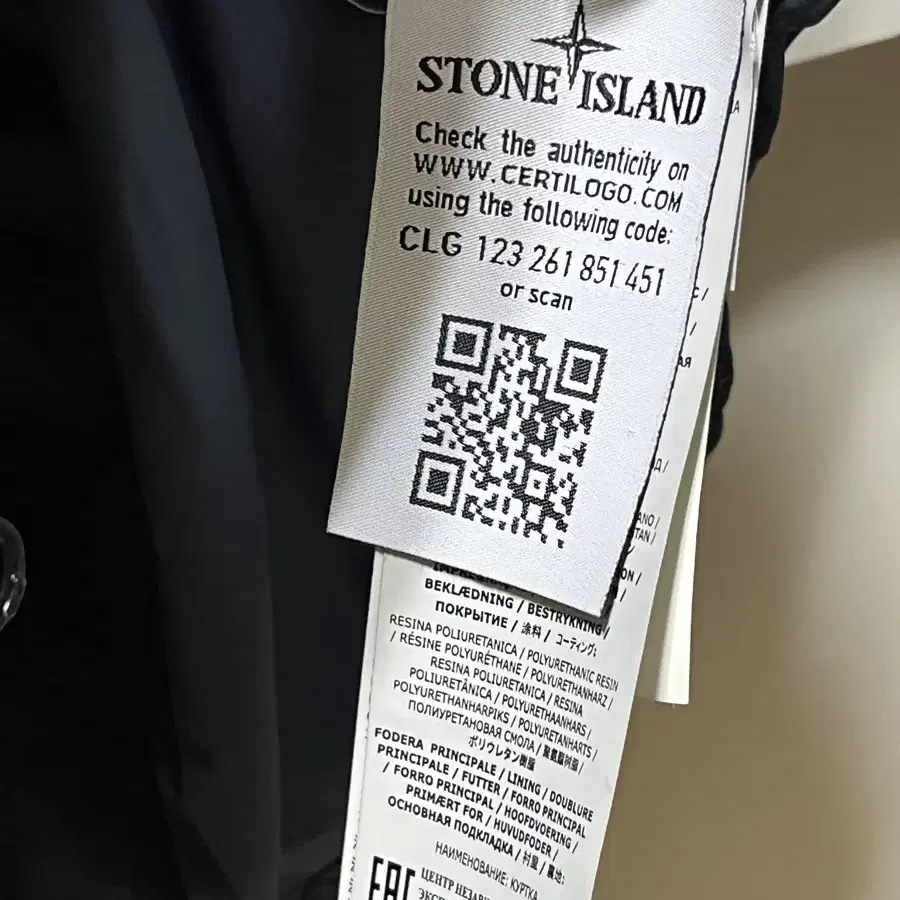 STONE ISLAND
Check the authenticity on
WWW.CERTILOGO.COM
using the following code:
CLG 123 261 851 451
or scan
BEKLÆDNING / BESTRYKNING /
ПОКРЫТИЕ / 涂料 / コーティング:
RESINA POLIURETANICA / POLYURETHANIC RESIN
/ RÉSINE POLYURÉTHANE / POLYURETHANHARZ /
RESINA POLIURETANICA / RESINA
POLIURETÂNICA / POLYURETHAANHARS /
POLYURETHANHARPIKS / POLYURETANHARTS /
ПОЛИУРЕТАНОВАЯ СМОЛА / 聚氨酯树脂 /
ポリウレタン樹脂
FODERA PRINCIPALE / LINING / DOUBLURE
PRINCIPALE / FUTTER / FORRO PRINCIPAL
/ FORRO PRINCIPAL / HOOFDVOERING /
PRIMÆRT FOR / HUVUDFODER /
ОСНОВНАЯ ПОДКЛАДКА / 衬里 / 裏地:
НАИМЕНОВАНИЕ: КУРТКА
EAC
ЦЕНТР